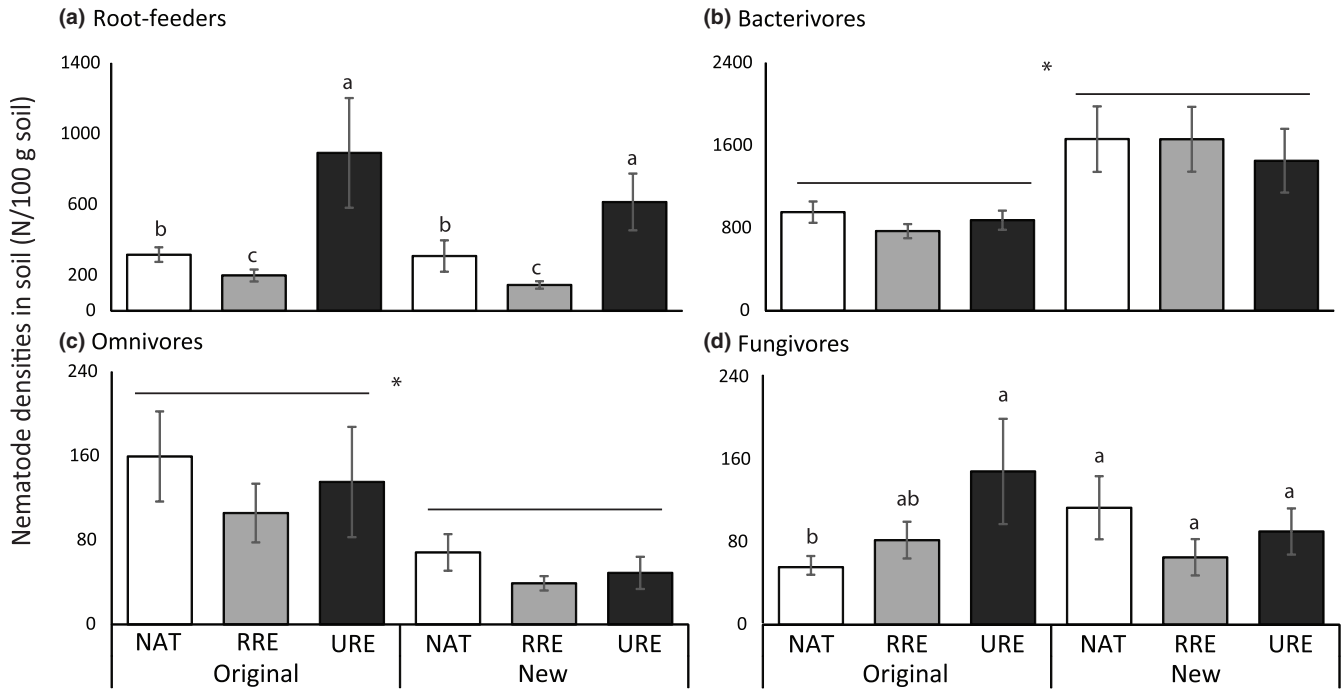 (a) Root-feeders
(b) Bacterivores
Nematode densities in soil (N/100 g soil)
1400
1000
600
200
0
b
c
a
b
c
a
2400
1600
800
0
*
(c) Omnivores
(d) Fungivores
240
160
80
0
*
240
160
80
0
b
ab
a
a
a
a
NAT RRE URE NAT RRE URE
Original New
NAT RRE URE NAT RRE URE
Original New